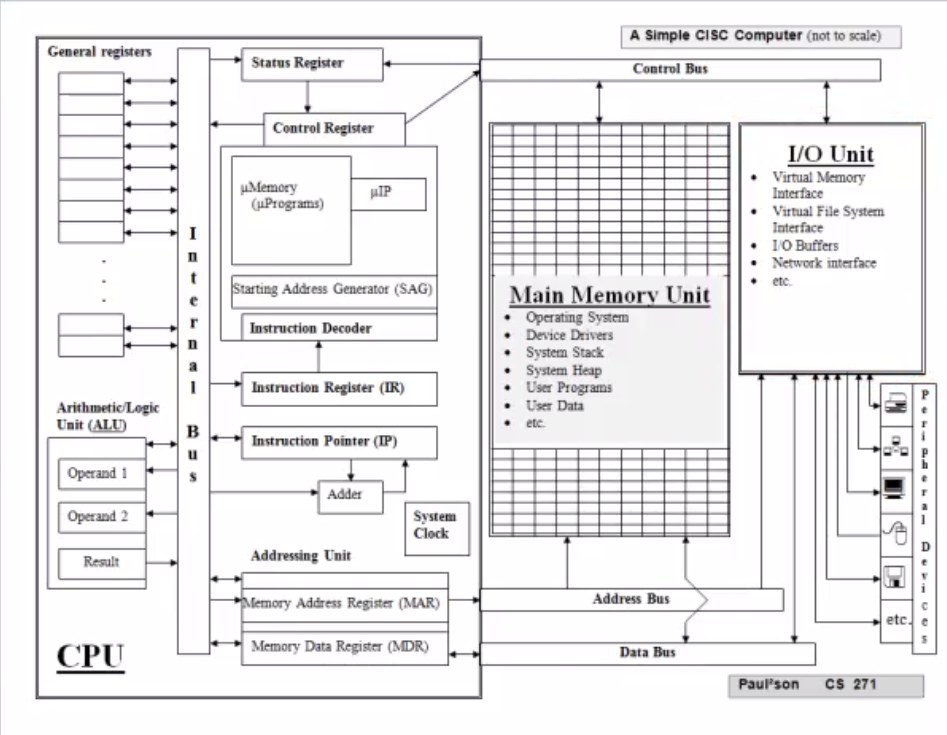 A Simple CISC Computer (not to scale)
General registers
Status Register
Control Bus
Control Register
µMemory
(µPrograms)
µIP
Starting Address Generator (SAG)
Instruction Decoder
Instruction Register (IR)
Internal Bus
Arithmetic/Logic
Unit (ALU)
Operand 1
Operand 2
Result
Instruction Pointer (IP)
Adder
System
Clock
Addressing Unit
Memory Address Register (MAR)
Memory Data Register (MDR)
CPU
Main Memory Unit
• Operating System
• Device Drivers
• System Stack
• System Heap
• User Programs
• User Data
• etc.
I/O Unit
• Virtual Memory
Interface
• Virtual File System
Interface
• I/O Buffers
• Network interface
• etc.
Peripheral Devices
etc.
Address Bus
Data Bus
Paul²son CS 271